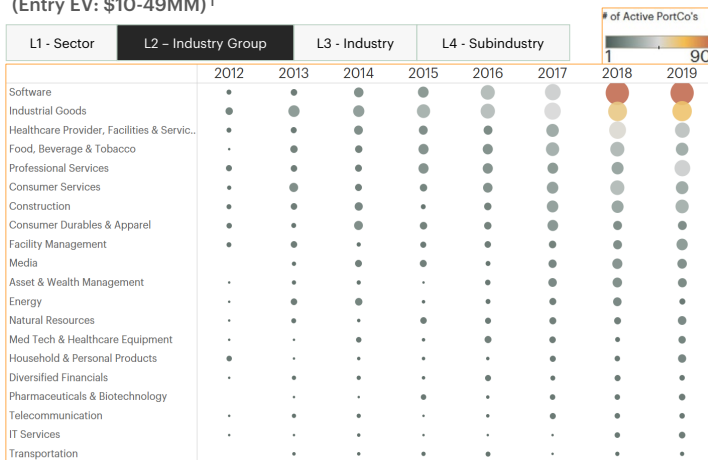 (Entry EV: $10-49MM) 1
# of Active PortCo's
L1 - Sector L2 – Industry Group L3 - Industry L4 - Subindustry
1 90
2012 2013 2014 2015 2016 2017 2018 2019
Software
Industrial Goods
Healthcare Provider, Facilities & Servic..
Food, Beverage & Tobacco
Professional Services
Consumer Services
Construction
Consumer Durables & Apparel
Facility Management
Media
Asset & Wealth Management
Energy
Natural Resources
Med Tech & Healthcare Equipment
Household & Personal Products
Diversified Financials
Pharmaceuticals & Biotechnology
Telecommunication
IT Services
Transportation